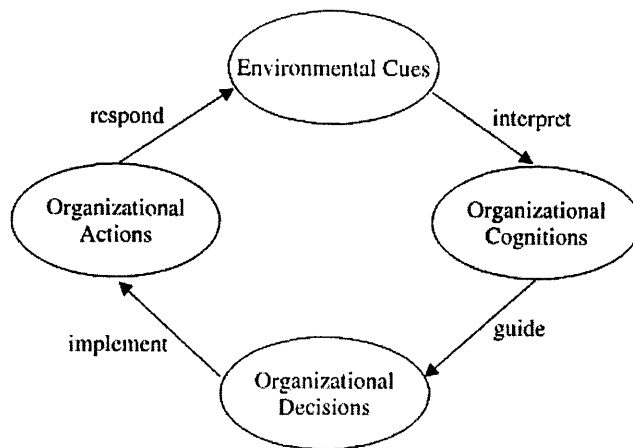 Environmental Cues
respond
interpret
Organizational
Actions
Organizational
Cognitions
implement
guide
Organizational
Decisions